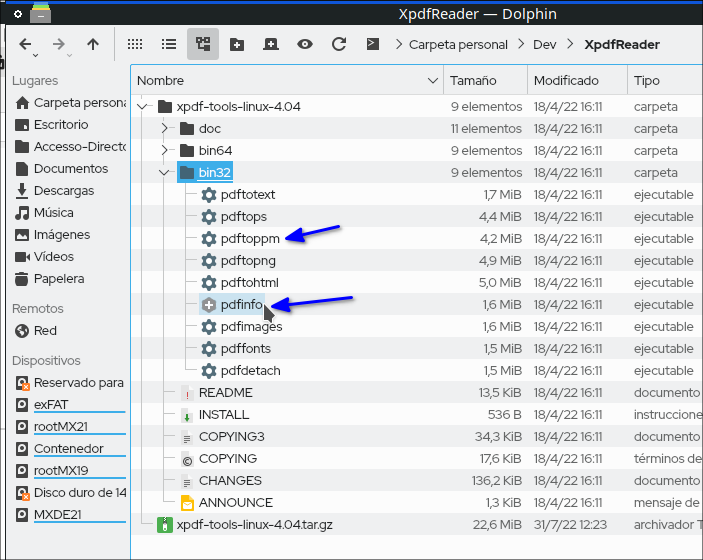 XpdfReader — Dolphin
Carpeta personal > Dev > XpdfReader
Lugares
Carpeta persona
Escritorio
Acceso-Directo
Documentos
Descargas
Música
Imágenes
Vídeos
Papelera
Remotos
Red
Dispositivos
Reservado para
exFAT
rootMX21
Contenedor
rootMX19
Disco duro de 14
MXDE21
Nombre Tamaño Modificado Tipo
xpdf-tools-linux-4.04 9 elementos 18/4/22 16:11 carpeta
doc 11 elementos 18/4/22 16:11 carpeta
bin64 9 elementos 18/4/22 16:11 carpeta
bin32 9 elementos 18/4/22 16:11 carpeta
pdftotext 1,7 MiB 18/4/22 16:11 ejecutable
pdftops 4,4 MiB 18/4/22 16:11 ejecutable
pdftoppm 4,2 MiB 18/4/22 16:11 ejecutable
pdftopng 4,9 MiB 18/4/22 16:11 ejecutable
pdftohtml 5,0 MiB 18/4/22 16:11 ejecutable
pdfinfo 1,6 MiB 18/4/22 16:11 ejecutable
pdfimages 1,6 MiB 18/4/22 16:11 ejecutable
pdffonts 1,5 MiB 18/4/22 16:11 ejecutable
pdfdetach 1,5 MiB 18/4/22 16:11 ejecutable
README 13,5 KiB 18/4/22 16:11 documento
INSTALL 536 B 18/4/22 16:11 instruccione
COPYING3 34,3 KiB 18/4/22 16:11 documento
COPYING 17,6 KiB 18/4/22 16:11 términos de
CHANGES 136,2 KiB 18/4/22 16:11 documento
ANNOUNCE 1,3 KiB 18/4/22 16:11 mensaje de
xpdf-tools-linux-4.04.tar.gz 22,6 MiB 31/7/22 12:23 archivador T